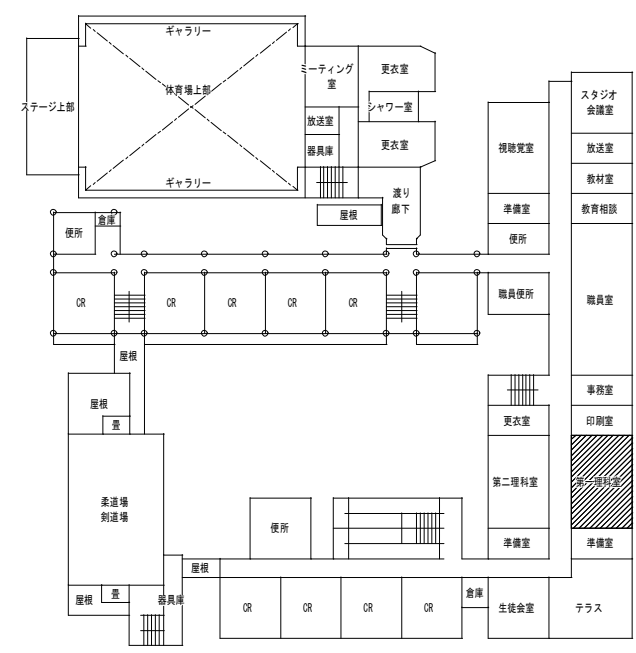 ギャラリー
ステージ上部
体育場上部
ギャラリー
ミーティング
室
更衣室
シャワー室
放送室
器具庫
更衣室
渡り
廊下
屋根
スタジオ
会議室
視聴覚室
放送室
教材室
準備室
教育相談
便所
便所
倉庫
CR
CR
CR
CR
CR
職員便所
職員室
屋根
屋根
畳
事務室
更衣室
印刷室
柔道場
剣道場
第二理科室
第一理科室
便所
準備室
準備室
屋根
屋根
畳
器具庫
CR
CR
CR
CR
倉庫
生徒会室
テラス